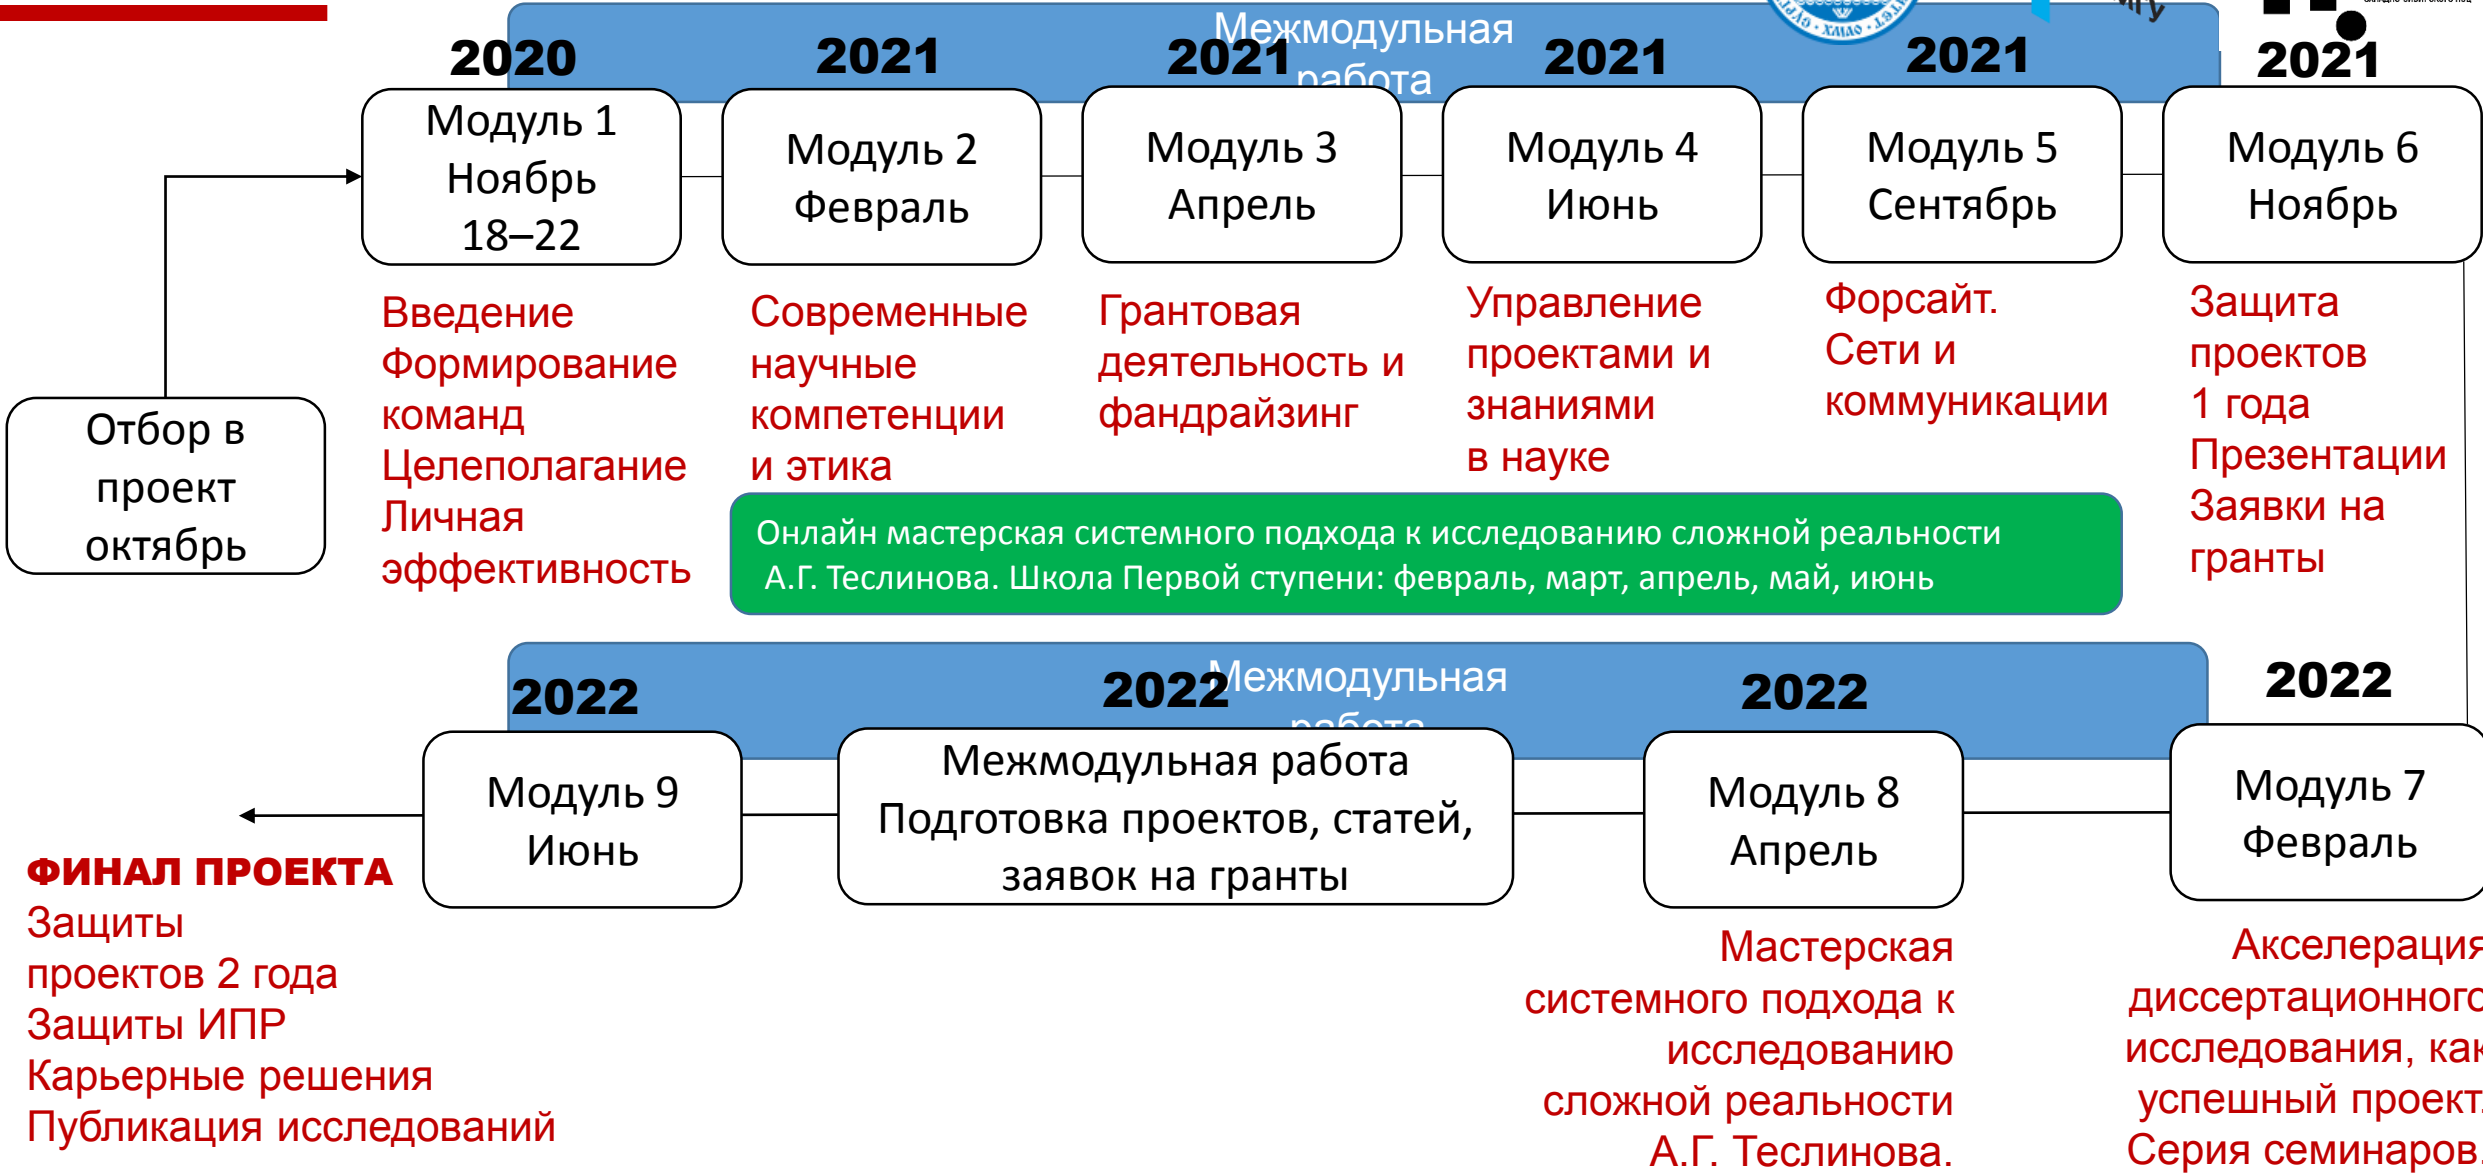 Межмодульная
работа
2020
2021
2021
2021
2021
2021
ХМАО
МГУ
Модуль 1
Ноябрь
18–22
Модуль 2
Февраль
Модуль 3
Апрель
Модуль 4
Июнь
Модуль 5
Сентябрь
Модуль 6
Ноябрь
Отбор в
проект
октябрь
Введение
Формирование
команд
Целеполагание
Личная
эффективность
Современные
научные
компетенции
и этика
Грантовая
деятельность и
фандрайзинг
Управление
проектами и
знаниями
в науке
Форсайт.
Сети и
коммуникации
Защита
проектов
1 года
Презентации
Заявки на
гранты
Онлайн мастерская системного подхода к исследованию сложной реальности
А.Г. Теслинова. Школа Первой ступени: февраль, март, апрель, май, июнь
Межмодульная
работа
2022
2022
2022
2022
Модуль 9
Июнь
Межмодульная работа
Подготовка проектов, статей,
заявок на гранты
Модуль 8
Апрель
Модуль 7
Февраль
ФИНАЛ ПРОЕКТА
Защиты
проектов 2 года
Защиты ИПР
Карьерные решения
Публикация исследований
Мастерская
системного подхода к
исследованию
сложной реальности
А.Г. Теслинова.
Акселерация
диссертационного
исследования, как
успешный проект.
Серия семинаров.